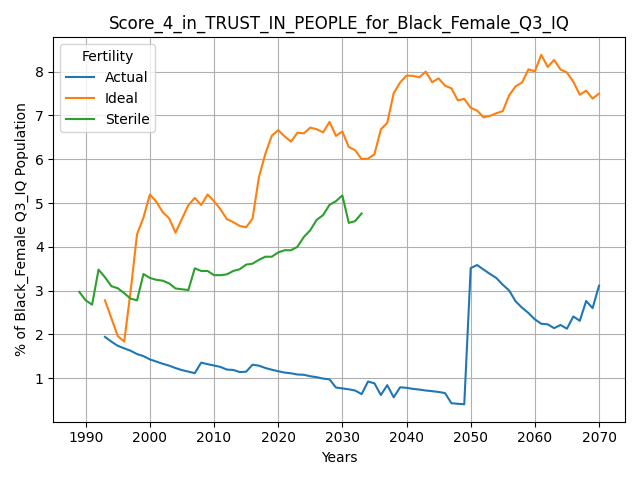 Score_4_in_TRUST_IN_PEOPLE_for_Black_Female_Q3_IQ
Fertility
Actual
Ideal
Sterile
% of Black_Female Q3_IQ Population
8
7
6
5
4
3
2
1
1990 2000 2010 2020 2030 2040 2050 2060 2070
Years